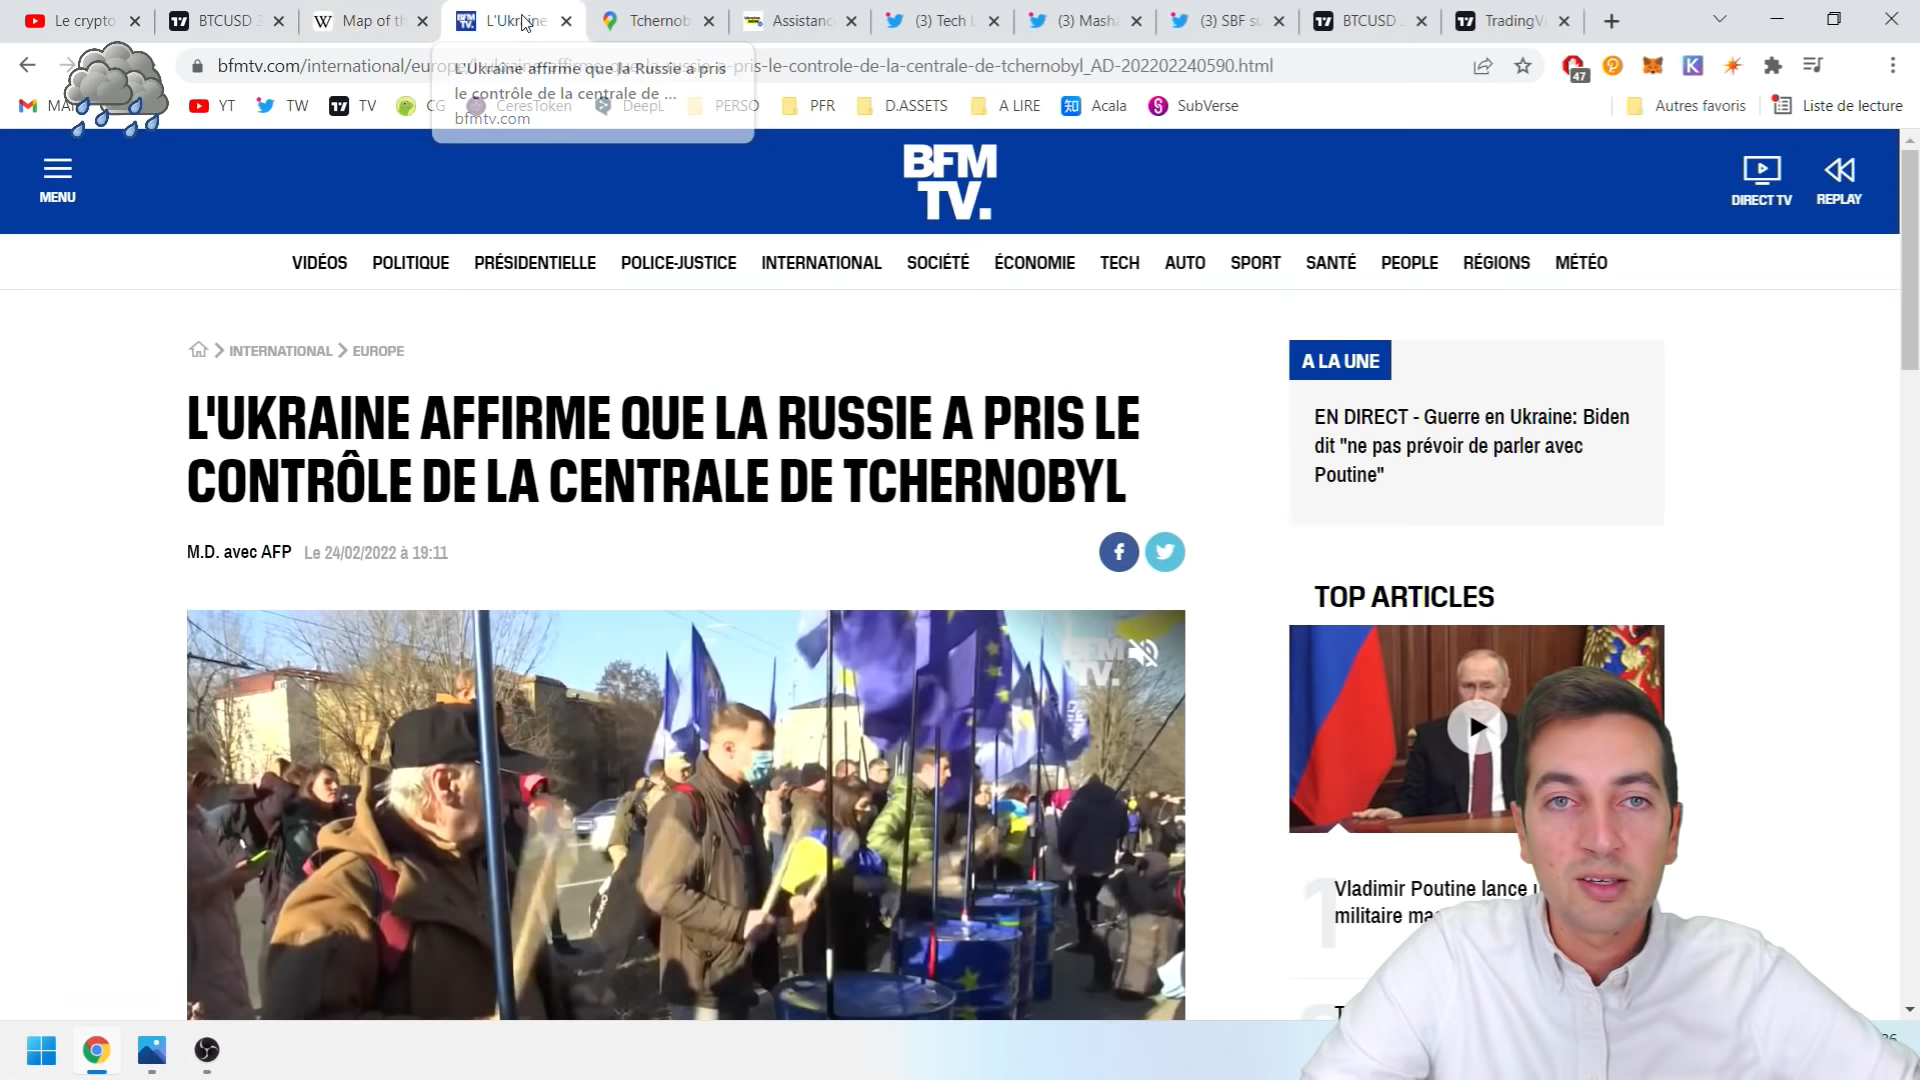 Le crypto
BTCUSD
Map of th
L'Ukraine
Tchernob
Assistanc
(3) Tech L
(3) Masha
(3) SBF su
BTCUSD
TradingV
bfmtv.com/international/euro
pris-le-controle-de-la-centrale-de-tchernobyl_AD-202202240590.html
47
L'Ukraine affirme que la Russie a pris
le contrôle de la centrale de ...
bfmtv.com
YT
TW
TV
CG
CeresToken
DeepL
PERSO
PFR
D.ASSETS
A LIRE
Acala
SubVerse
Autres favoris
Liste de lecture
MENU
BFM
TV.
DIRECT TV
REPLAY
VIDÉOS
POLITIQUE
PRÉSIDENTIELLE
POLICE-JUSTICE
INTERNATIONAL
SOCIÉTÉ
ÉCONOMIE
TECH
AUTO
SPORT
SANTÉ
PEOPLE
RÉGIONS
MÉTÉO
INTERNATIONAL
EUROPE
L'UKRAINE AFFIRME QUE LA RUSSIE A PRIS LE
CONTRÔLE DE LA CENTRALE DE TCHERNOBYL
M.D. avec AFP Le 24/02/2022 à 19:11
BFM
TV.
A LA UNE
EN DIRECT - Guerre en Ukraine: Biden
dit "ne pas prévoir de parler avec
Poutine"
TOP ARTICLES
1
Vladimir Poutine lance
militaire